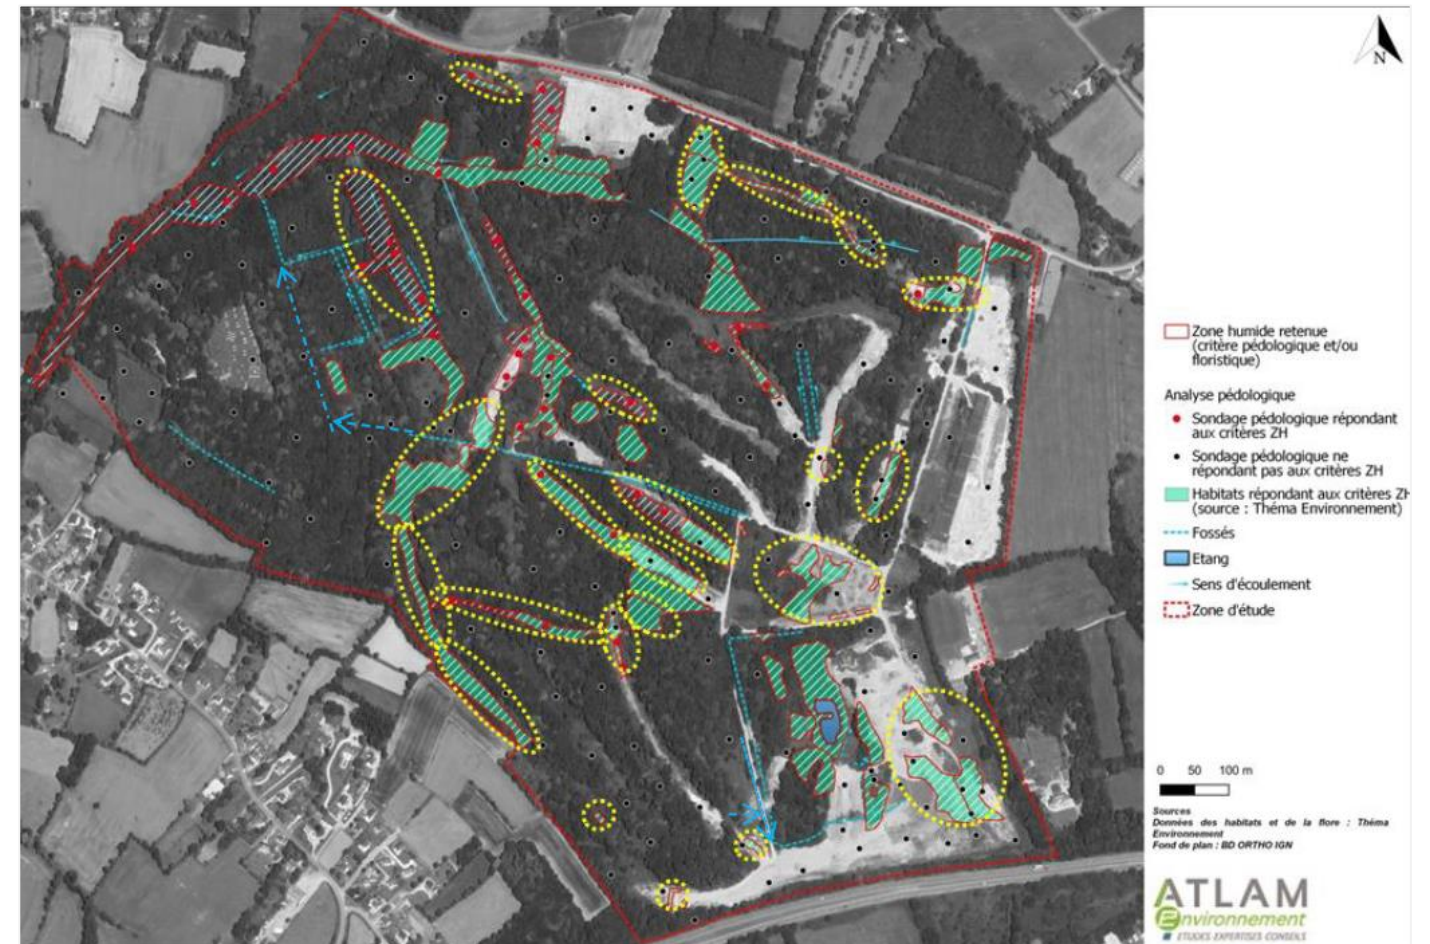 N
Zone humide retenue
(critère pédologique et/ou
floristique)
Analyse pédologique
Sondage pédologique répondant
aux critères ZH
Sondage pédologique ne
répondant pas aux critères ZH
Habitats répondant aux critères ZH
(source : Théma Environnement)
Fossés
Etang
Sens d'écoulement
Zone d'étude
0 50 100 m
Sources
Données des habitats et de la flore : Théma
Environnement
Fond de plan : BD ORTHO IGN
ATLAM
Environnement
ETUDES EXPERTISES CONSEILS